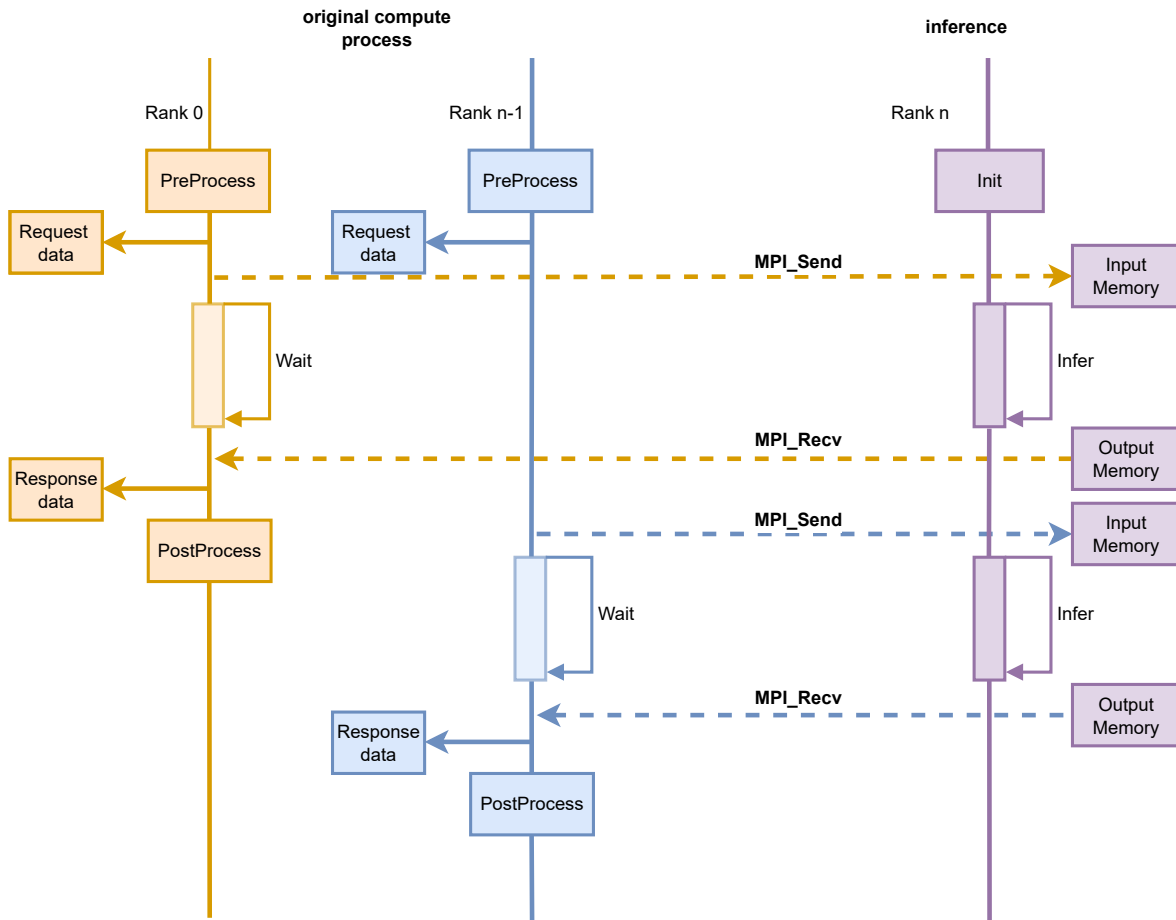 original compute
process
inference
Rank 0
Rank n-1
Rank n
PreProcess
PreProcess
Init
Request
data
Request
data
MPI_Send
Input
Memory
Wait
Infer
MPI_Recv
Output
Memory
Response
data
MPI_Send
Input
Memory
PostProcess
Wait
Infer
MPI_Recv
Output
Memory
Response
data
PostProcess